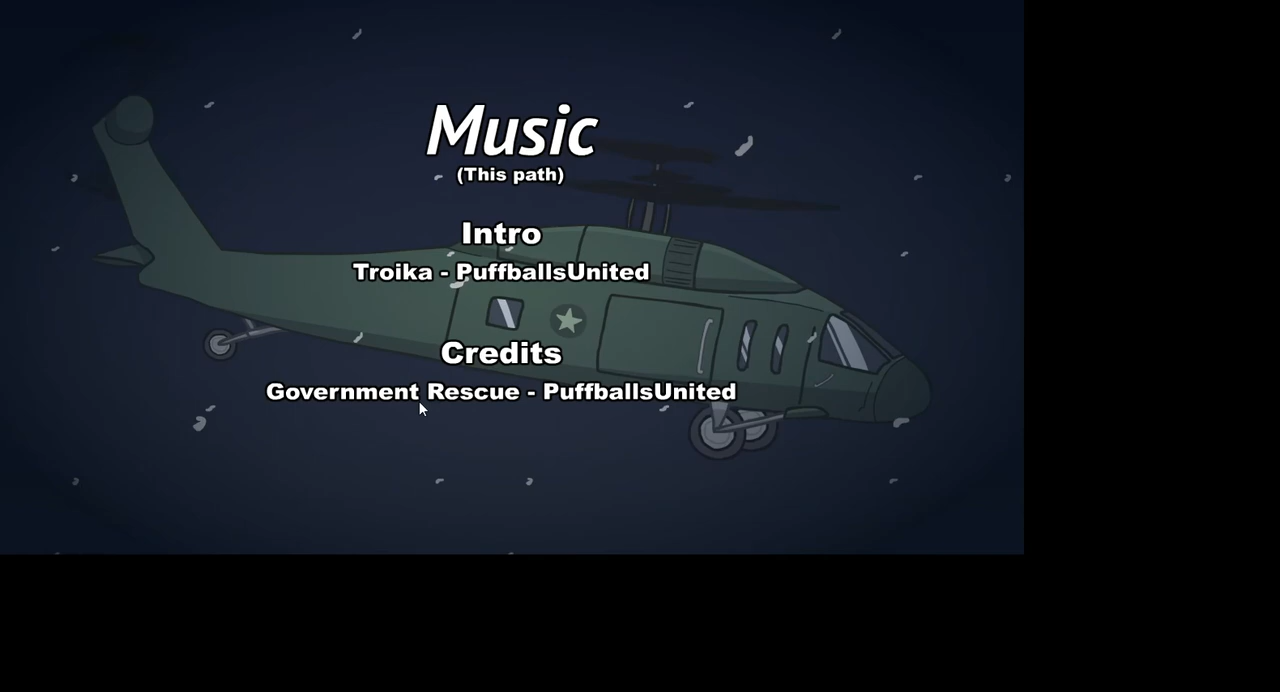 Music
(This path)
Intro
Troika - PuffballsUnited
Credits
Government Rescue - PuffballsUnited